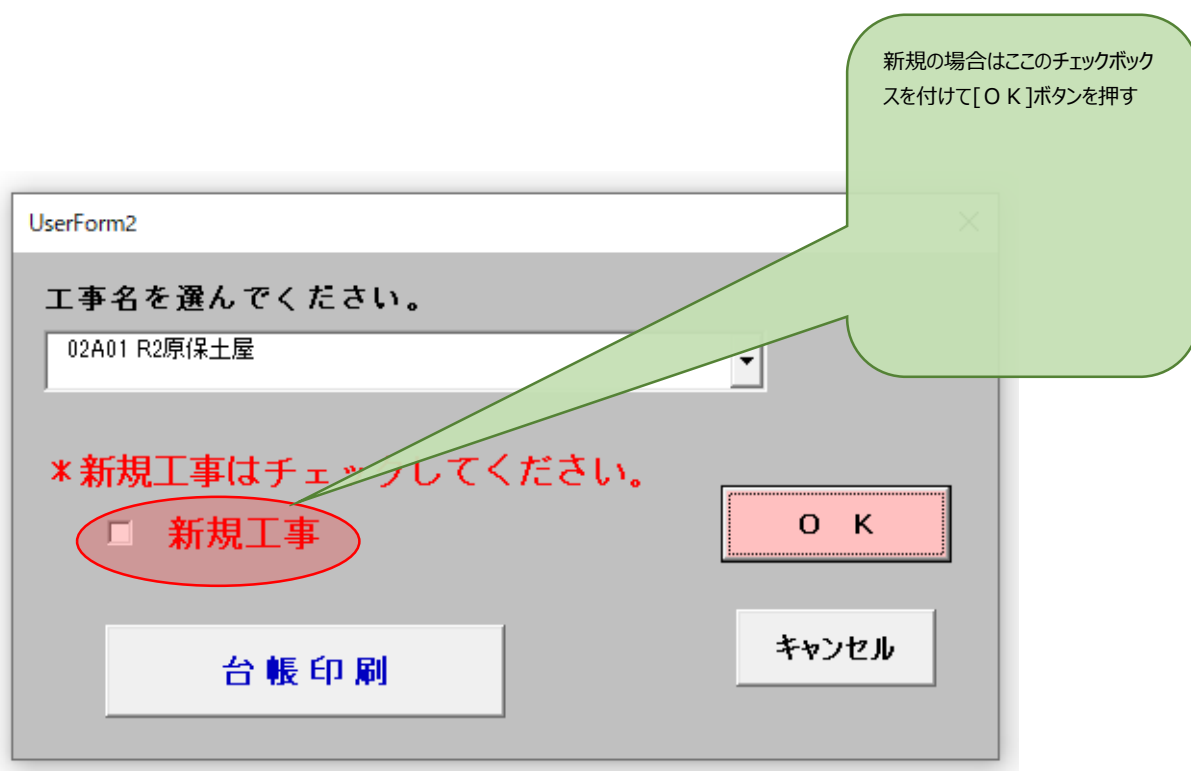 新規の場合はここのチェックボック
スを付けて[ＯＫ]ボタンを押す
UserForm2
工事名を選んでください。
02A01 R2原保土屋
＊新規工事はチェックしてください。
新規工事
ＯＫ
台帳印刷
キャンセル